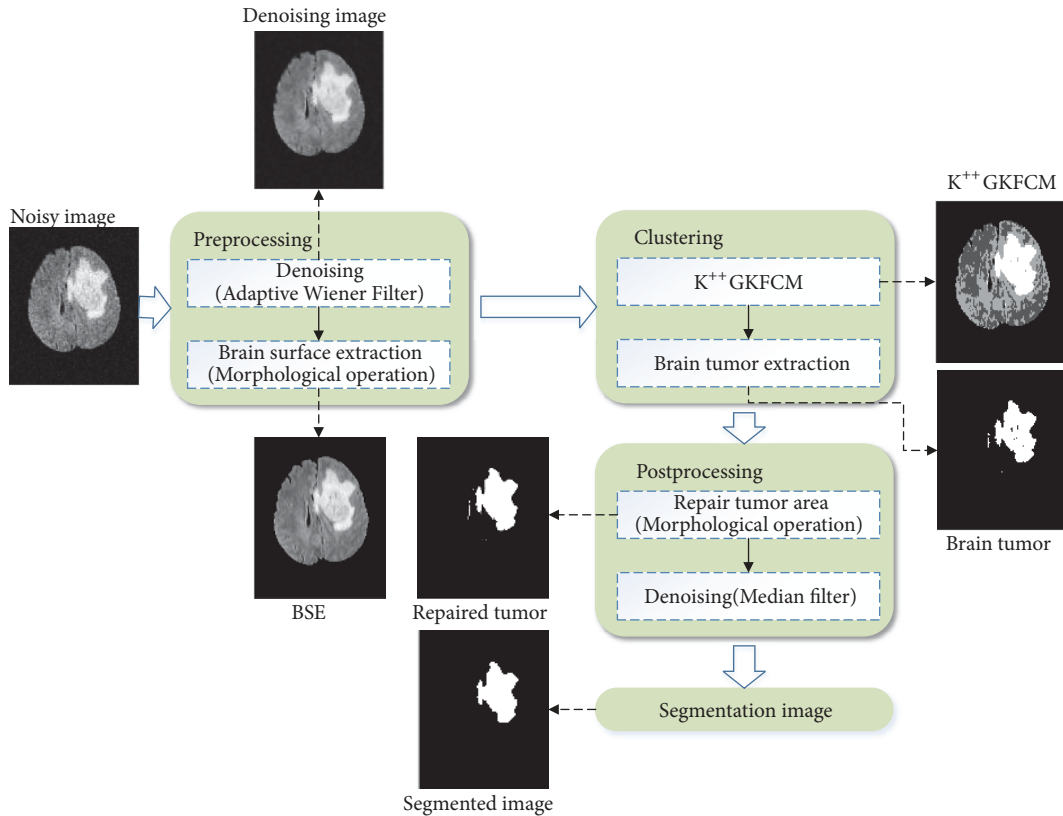 Denoising image
Noisy image
Preprocessing
Denoising
(Adaptive Wiener Filter)
Brain surface extraction
(Morphological operation)
BSE
Clustering
K++ GKFCM
Brain tumor extraction
K++ GKFCM
Brain tumor
Postprocessing
Repair tumor area
(Morphological operation)
Denoising(Median filter)
Repaired tumor
Segmentation image
Segmented image